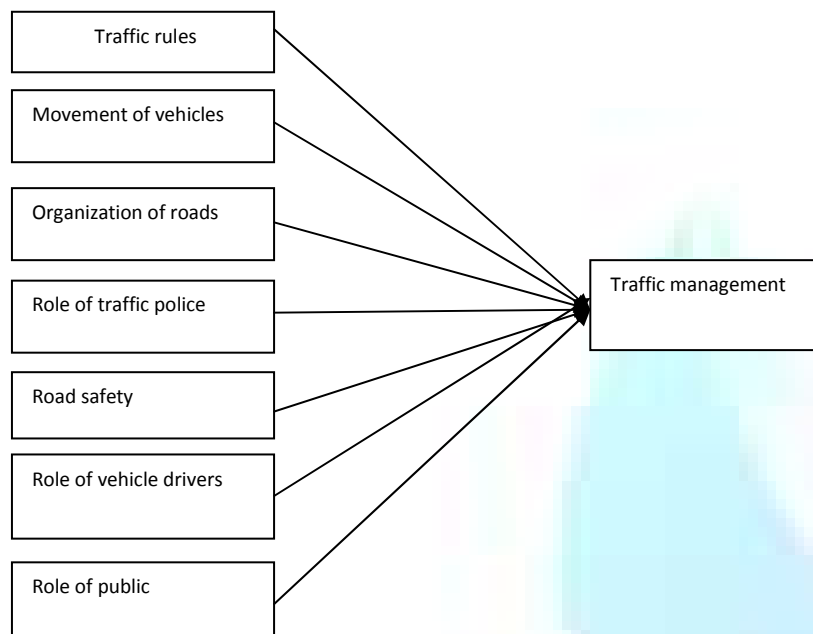 Traffic rules
Movement of vehicles
Organization of roads
Role of traffic police
Traffic management
Road safety
Role of vehicle drivers
Role of public